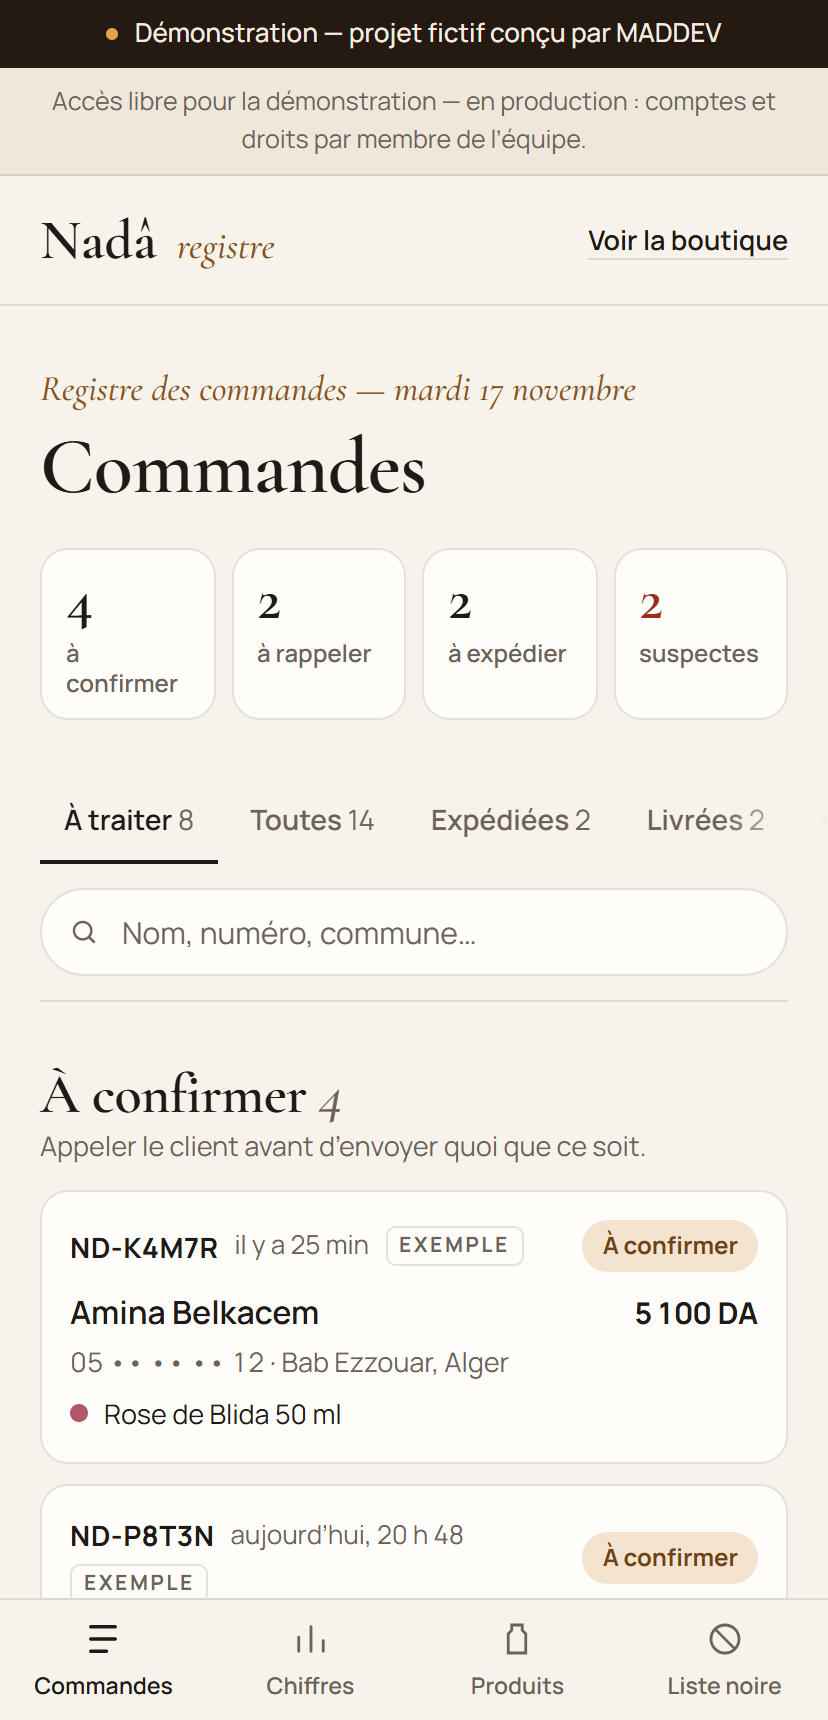 Démonstration — projet fictif conçu par MADDEV
Accès libre pour la démonstration — en production : comptes et
droits par membre de l’équipe.
Nadâ registre
Voir la boutique
Registre des commandes — mardi 17 novembre
Commandes
4
à
confirmer
2
à rappeler
2
à expédier
2
suspectes
À traiter 8
Toutes 14
Expédiées 2
Livrées 2
Nom, numéro, commune...
À confirmer 4
Appeler le client avant d’envoyer quoi que ce soit.
ND-K4M7R il y a 25 min EXEMPLE À confirmer
Amina Belkacem 5 100 DA
05 •• •• •• 12 · Bab Ezzouar, Alger
Rose de Blida 50 ml
ND-P8T3N aujourd’hui, 20 h 48
À confirmer
EXEMPLE
Commandes
Chiffres
Produits
Liste noire